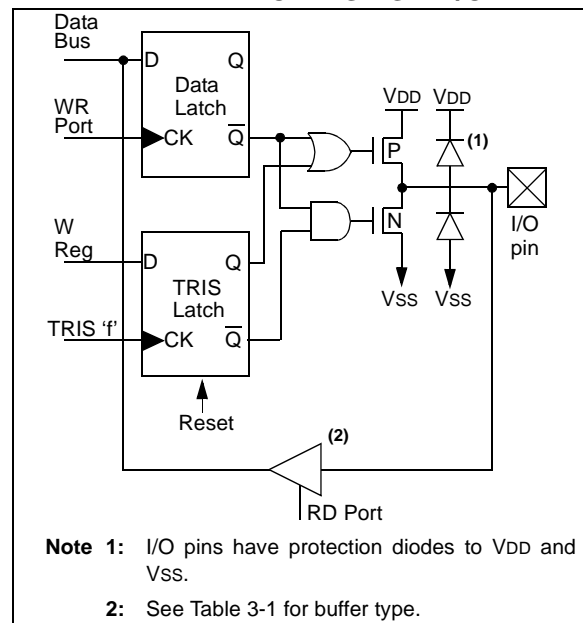 Data
Bus
D
Q
Data
Latch
WR
Port
CK
Q
VDD
VDD
P
(1)
N
I/O
pin
W
Reg
D
Q
TRIS
Latch
VSS
VSS
TRIS 'f'
CK
Q
Reset
(2)
RD Port
Note 1: I/O pins have protection diodes to VDD and
VSS.
2: See Table 3-1 for buffer type.